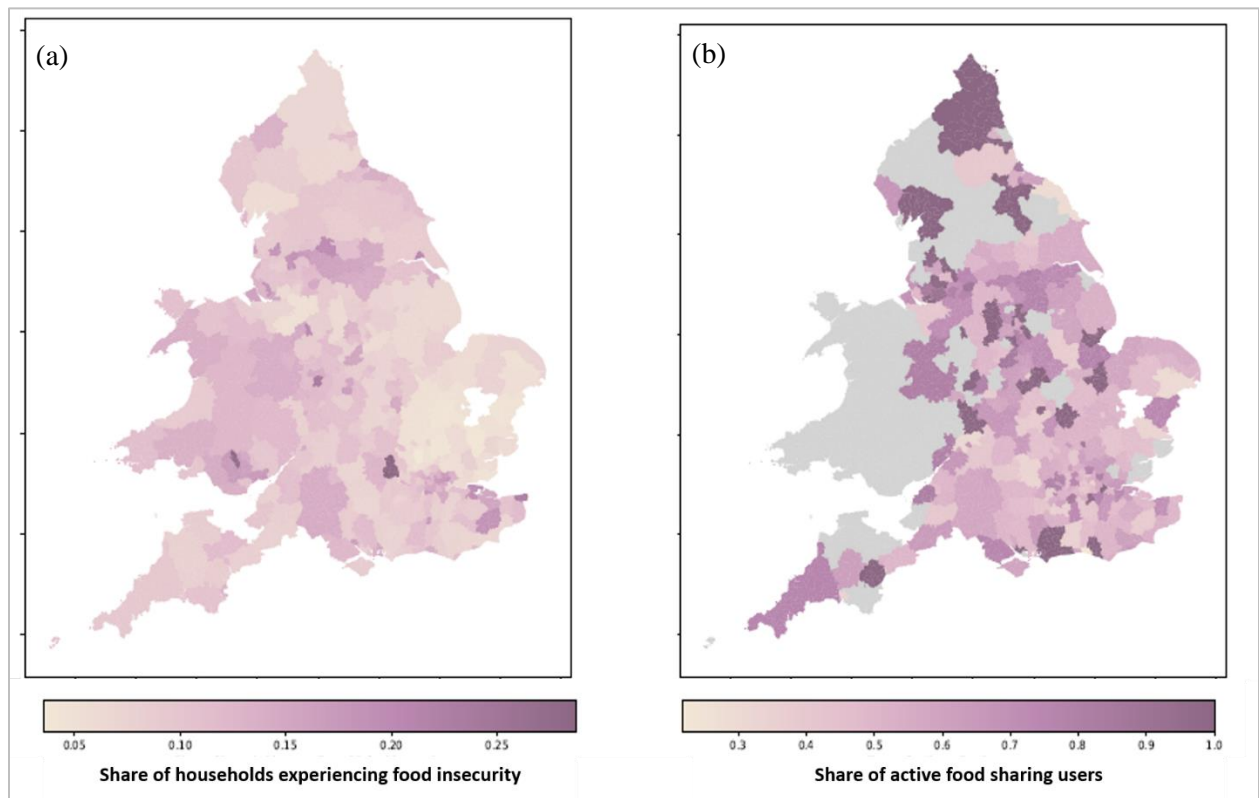 (a)
(b)
0.05 0.10 0.15 0.20 0.25
Share of households experiencing food insecurity
0.3 0.4 0.5 0.6 0.7 0.8 0.9 1.0
Share of active food sharing users